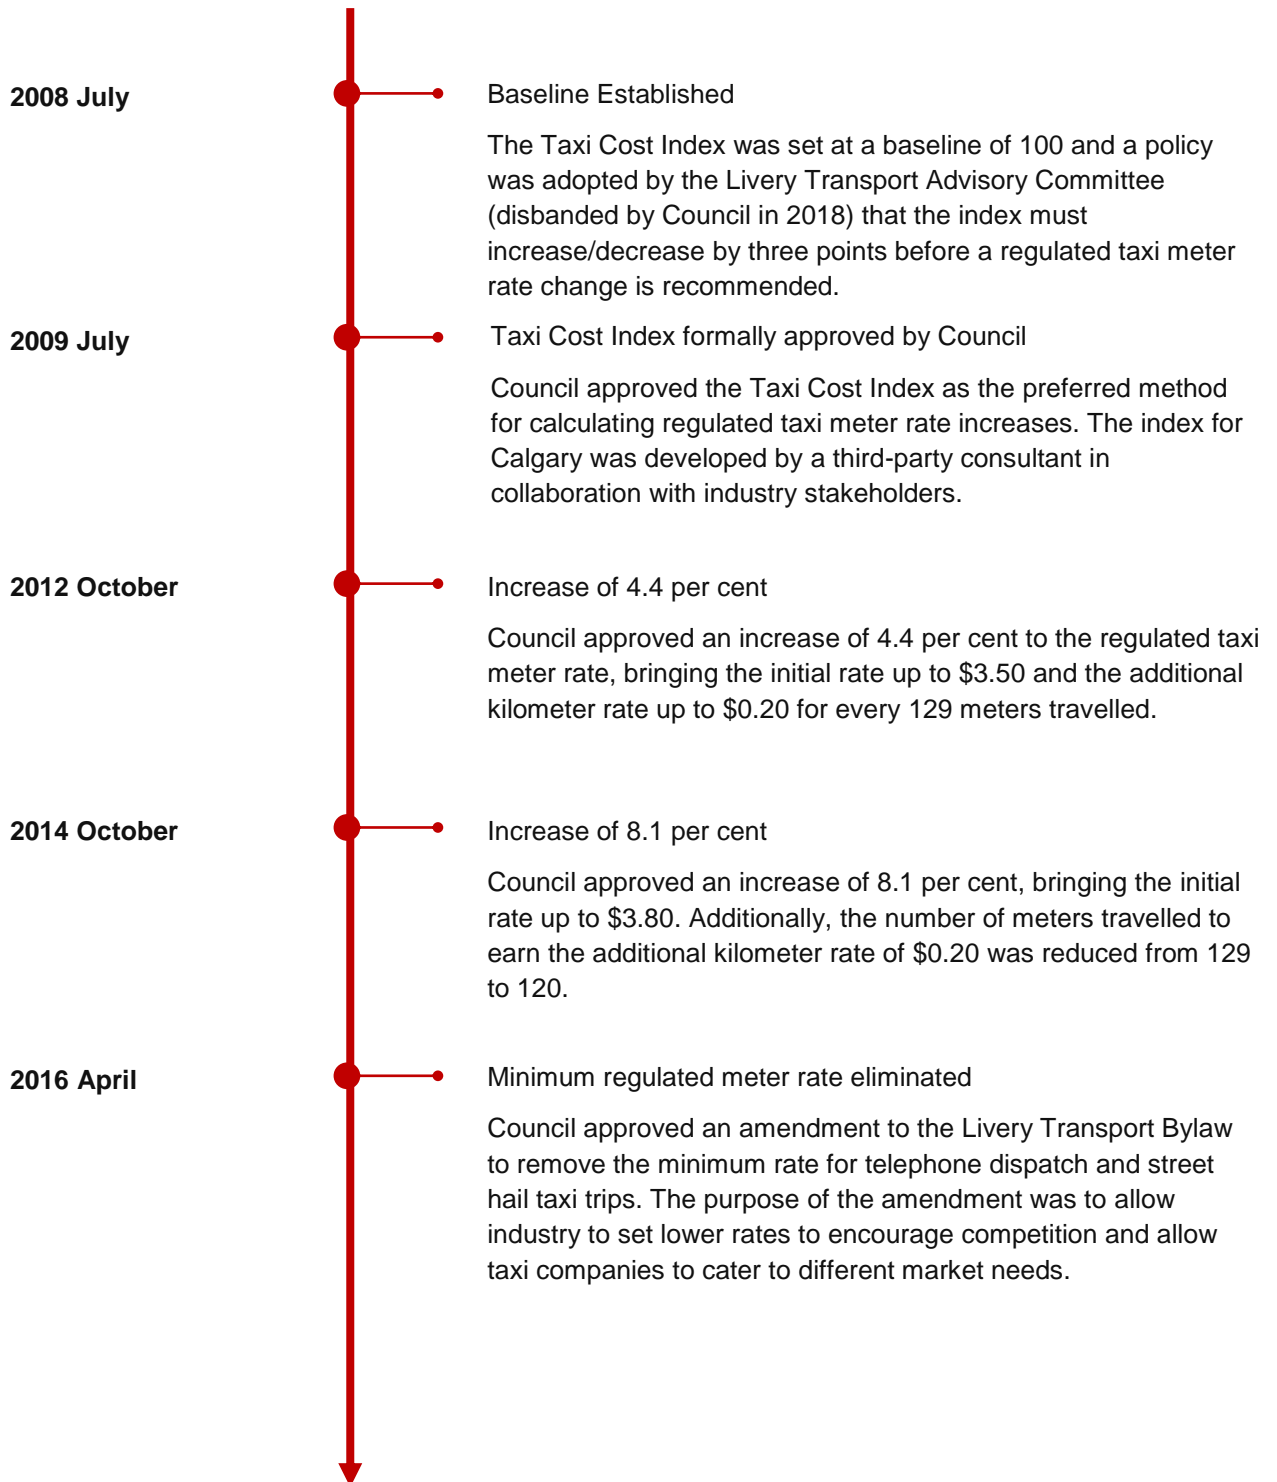 2008 July
Baseline Established
The Taxi Cost Index was set at a baseline of 100 and a policy
was adopted by the Livery Transport Advisory Committee
(disbanded by Council in 2018) that the index must
increase/decrease by three points before a regulated taxi meter
rate change is recommended.
2009 July
Taxi Cost Index formally approved by Council
Council approved the Taxi Cost Index as the preferred method
for calculating regulated taxi meter rate increases. The index for
Calgary was developed by a third-party consultant in
collaboration with industry stakeholders.
2012 October
Increase of 4.4 per cent
Council approved an increase of 4.4 per cent to the regulated taxi
meter rate, bringing the initial rate up to $3.50 and the additional
kilometer rate up to $0.20 for every 129 meters travelled.
2014 October
Increase of 8.1 per cent
Council approved an increase of 8.1 per cent, bringing the initial
rate up to $3.80. Additionally, the number of meters travelled to
earn the additional kilometer rate of $0.20 was reduced from 129
to 120.
2016 April
Minimum regulated meter rate eliminated
Council approved an amendment to the Livery Transport Bylaw
to remove the minimum rate for telephone dispatch and street
hail taxi trips. The purpose of the amendment was to allow
industry to set lower rates to encourage competition and allow
taxi companies to cater to different market needs.